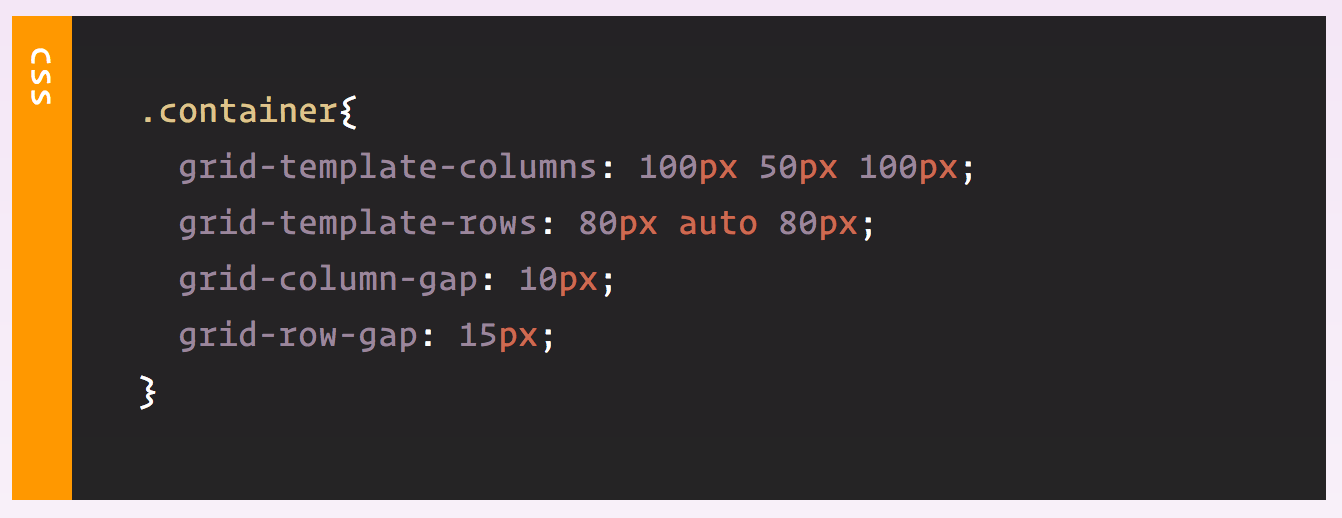 CSS
.container{
  grid-template-columns: 100px 50px 100px;
  grid-template-rows: 80px auto 80px;
  grid-column-gap: 10px;
  grid-row-gap: 15px;
}